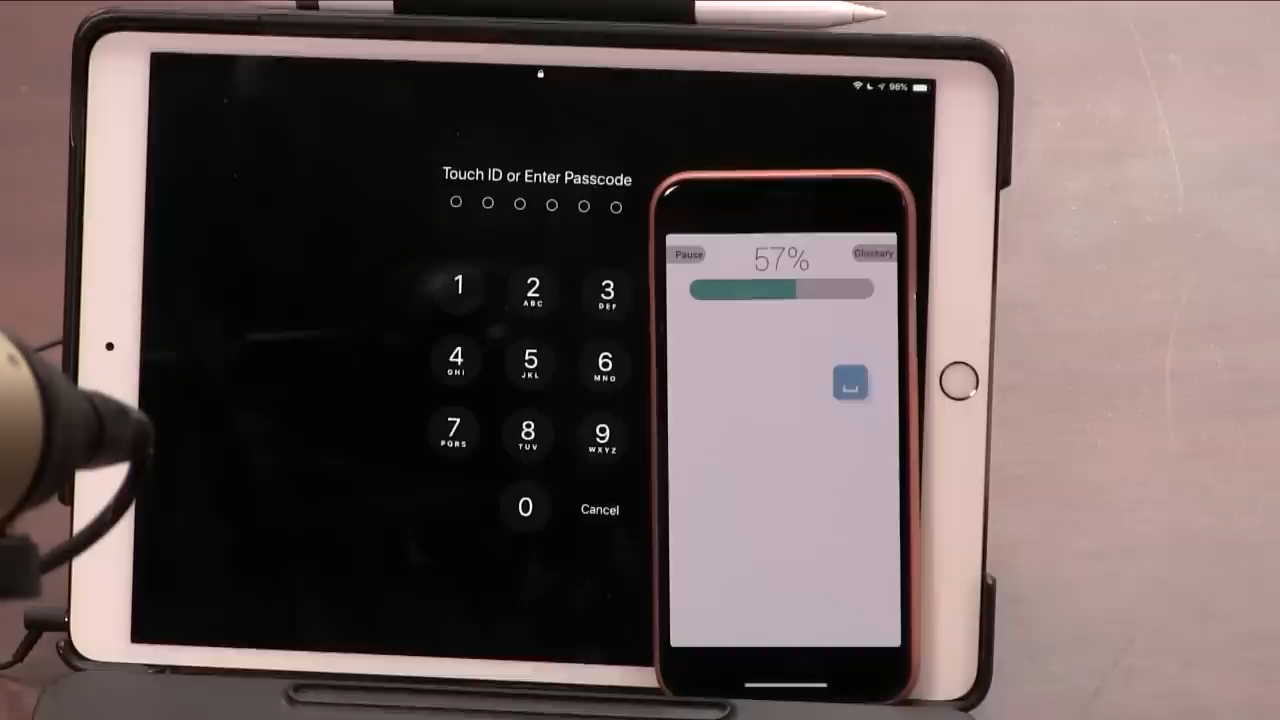 98%
Touch ID or Enter Passcode
1
2
ABC
3
DEF
4
GHI
5
JKL
6
MNO
7
PQRS
8
TUV
9
WXYZ
0
Cancel
Pause
57%
Glossary